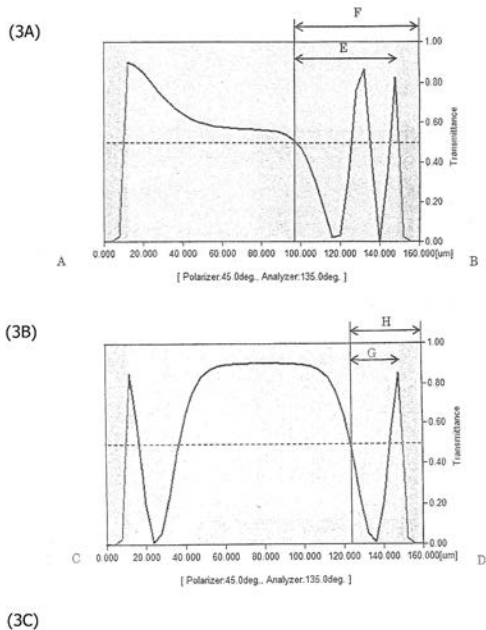 (3A)
F
E
1.00
0.80
0.60
0.40
0.20
0.00
Transmittance
0.000 20.000 40.000 60.000 80.000 100.000 120.000 140.000 160.000[um]
A
B
[ Polarizer:45.0deg., Analyzer:135.0deg. ]
(3B)
H
G
1.00
0.80
0.60
0.40
0.20
0.00
Transmittance
0.000 20.000 40.000 60.000 80.000 100.000 120.000 140.000 160.000[um]
C
D
[ Polarizer:45.0deg., Analyzer:135.0deg. ]
(3C)